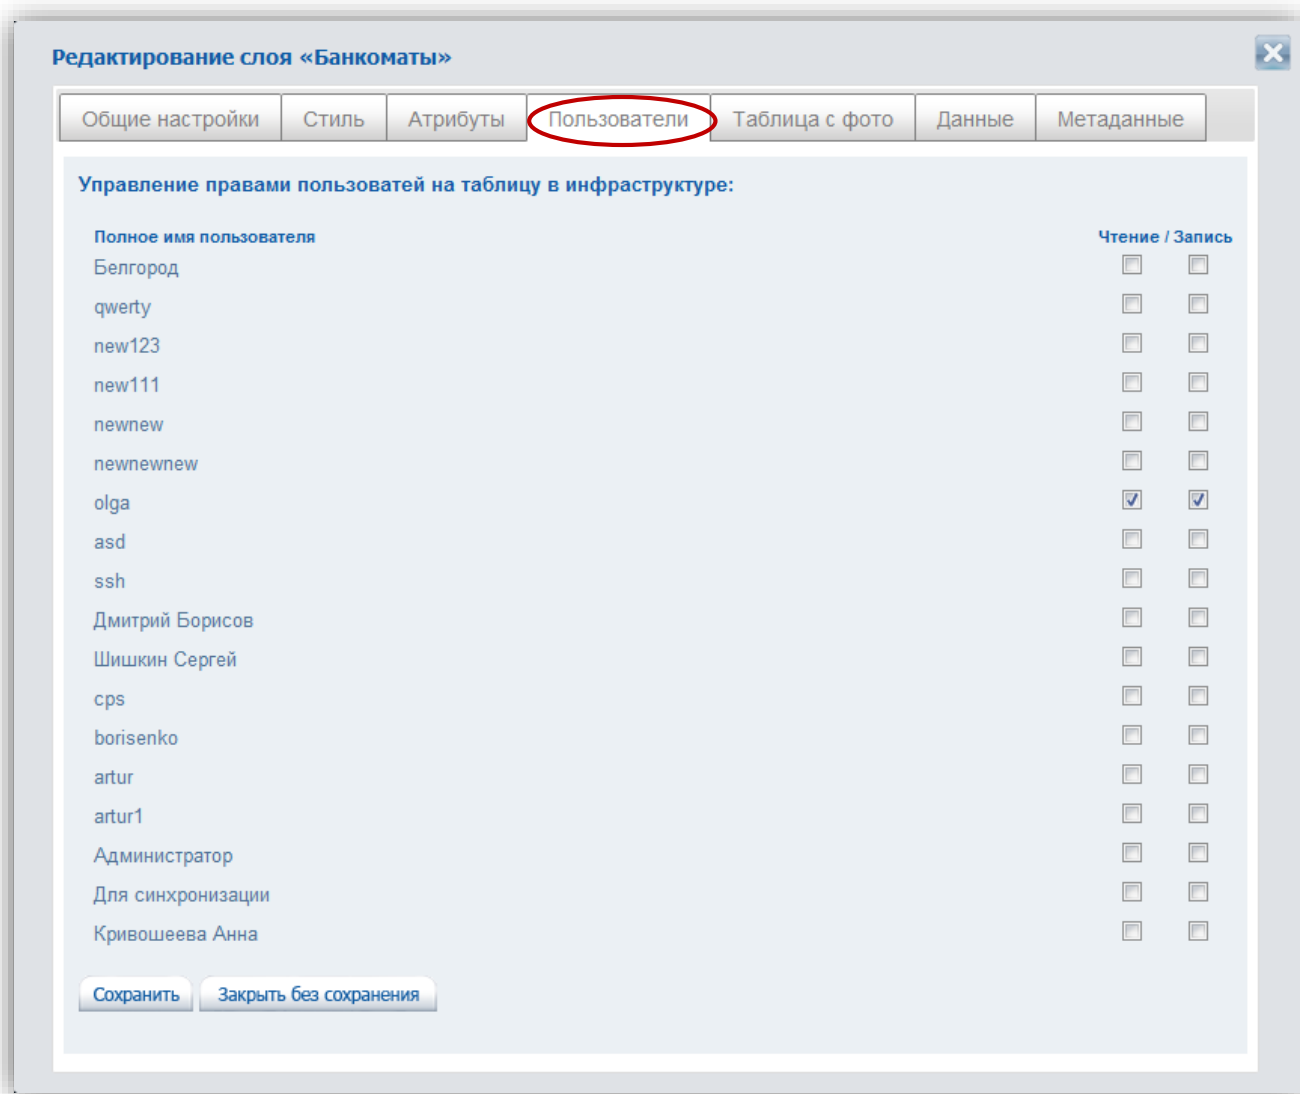 Редактирование слоя «Банкоматы»
Общие настройки Стиль Атрибуты Пользователи Таблица с фото Данные Метаданные
Управление правами пользоватей на таблицу в инфраструктуре:
Полное имя пользователя Чтение / Запись
Белгород
qwerty
new123
new111
newnew
newnewnew
olga
asd
ssh
Дмитрий Борисов
Шишкин Сергей
cps
borisenko
artur
artur1
Администратор
Для синхронизации
Кривошеева Анна
Сохранить Закрыть без сохранения